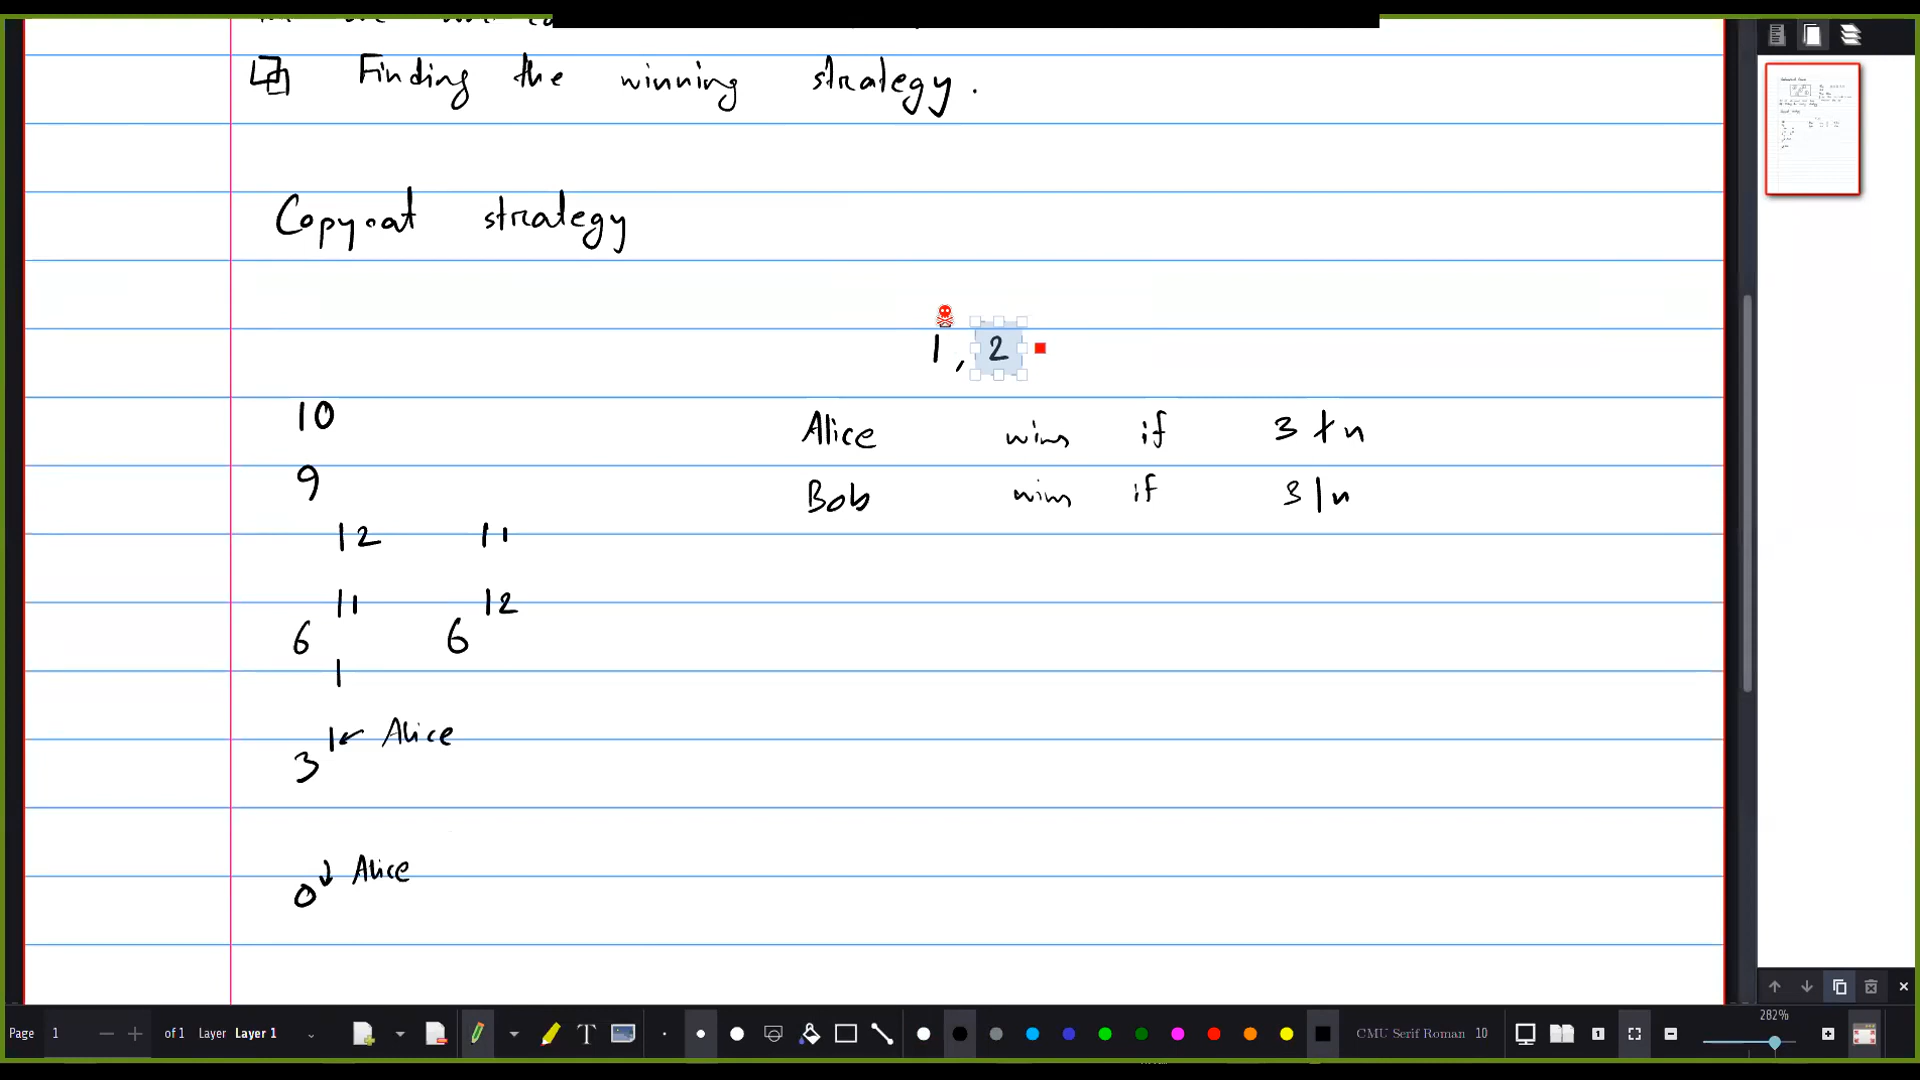 Finding the winning strategy.
Copycat strategy
1, 2
10
Alice wins if 3 ∤ n
9
Bob wins if 3 | n
12 11
11 12
6 6
1
1 ← Alice
3
↓ Alice
0
Page 1 of 1 Layer Layer 1
T
CMU Serif Roman 10
1
282%